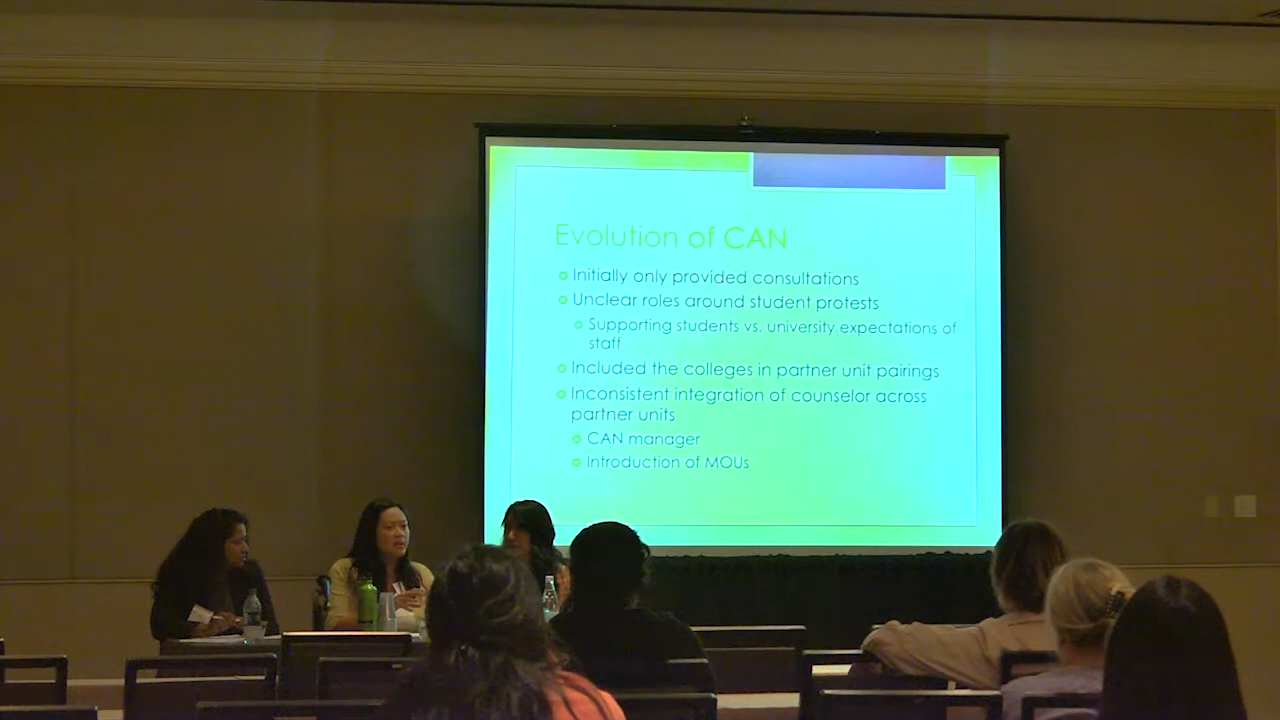 Evolution of CAN
Initially only provided consultations
Unclear roles around student protests
Supporting students vs. university expectations of
staff
Included the colleges in partner unit pairings
Inconsistent integration of counselor across
partner units
CAN manager
Introduction of MOUs